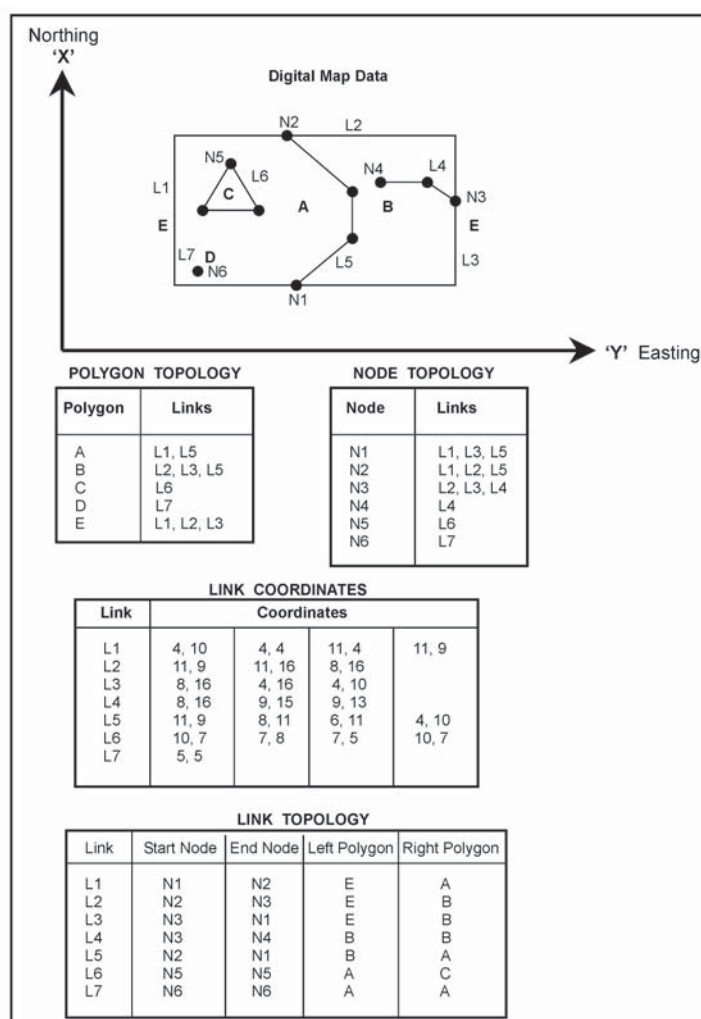 Northing
'X'
Digital Map Data
N2
L2
N5
L6
N4
L4
L1
C
A
B
N3
E
E
L7
D
N6
L5
L3
N1
'Y' Easting
POLYGON TOPOLOGY
Polygon Links
A L1, L5
B L2, L3, L5
C L6
D L7
E L1, L2, L3
NODE TOPOLOGY
Node Links
N1 L1, L3, L5
N2 L1, L2, L5
N3 L2, L3, L4
N4 L4
N5 L6
N6 L7
LINK COORDINATES
Link Coordinates
L1 4, 10 4, 4 11, 4 11, 9
L2 11, 9 11, 16 8, 16
L3 8, 16 4, 16 4, 10
L4 8, 16 9, 15 9, 13
L5 11, 9 8, 11 6, 11 4, 10
L6 10, 7 7, 8 7, 5 10, 7
L7 5, 5
LINK TOPOLOGY
Link Start Node End Node Left Polygon Right Polygon
L1 N1 N2 E A
L2 N2 N3 E B
L3 N3 N1 E B
L4 N3 N4 B B
L5 N2 N1 B A
L6 N5 N5 A C
L7 N6 N6 A A